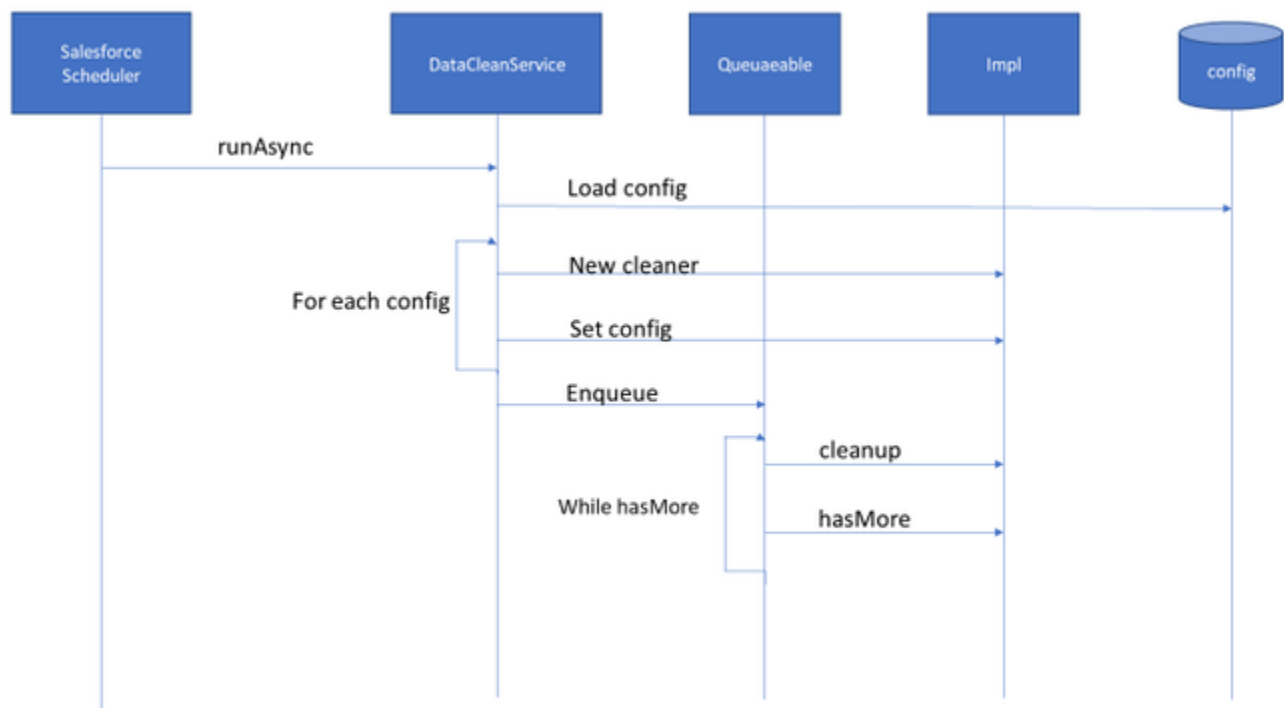 Salesforce
Scheduler
DataCleanService
Queuaeable
Impl
config
runAsync
Load config
New cleaner
For each config
Set config
Enqueue
cleanup
While hasMore
hasMore